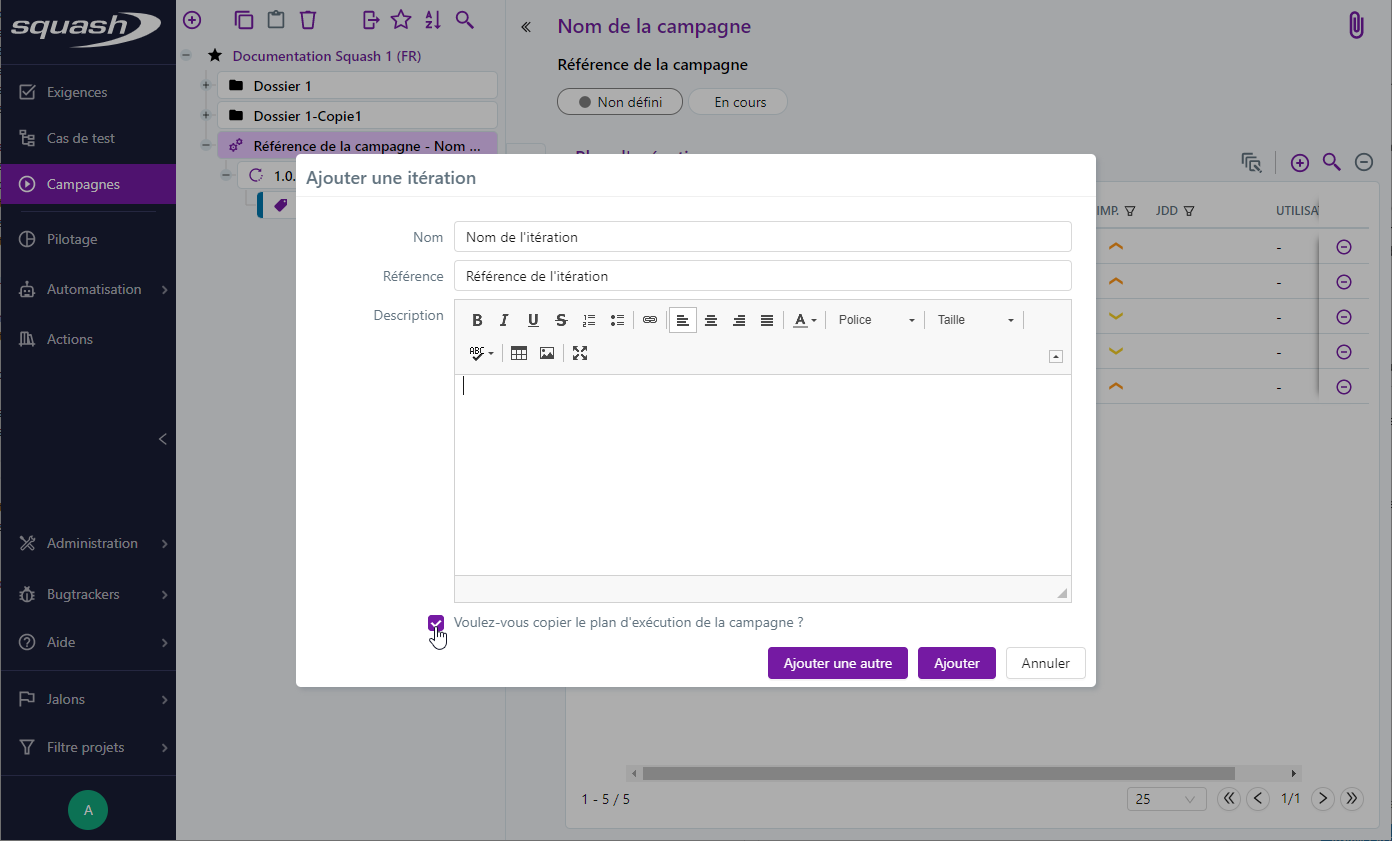 squash
Exigences
Cas de test
Campagnes
Pilotage
Automatisation
Actions
Administration
Bugtrackers
Aide
Jalons
Filtre projets
A
Documentation Squash 1 (FR)
Dossier 1
Dossier 1-Copie1
Référence de la campagne - Nom ...
1.0.
Nom de la campagne
Référence de la campagne
Non défini
En cours
IMP.
JDD
UTILISA
-
-
-
-
-
Ajouter une itération
Nom
Nom de l'itération
Référence
Référence de l'itération
Description
B I U S A Police Taille
ABC
Voulez-vous copier le plan d'exécution de la campagne ?
Ajouter une autre
Ajouter
Annuler
1 - 5 / 5
25
1/1